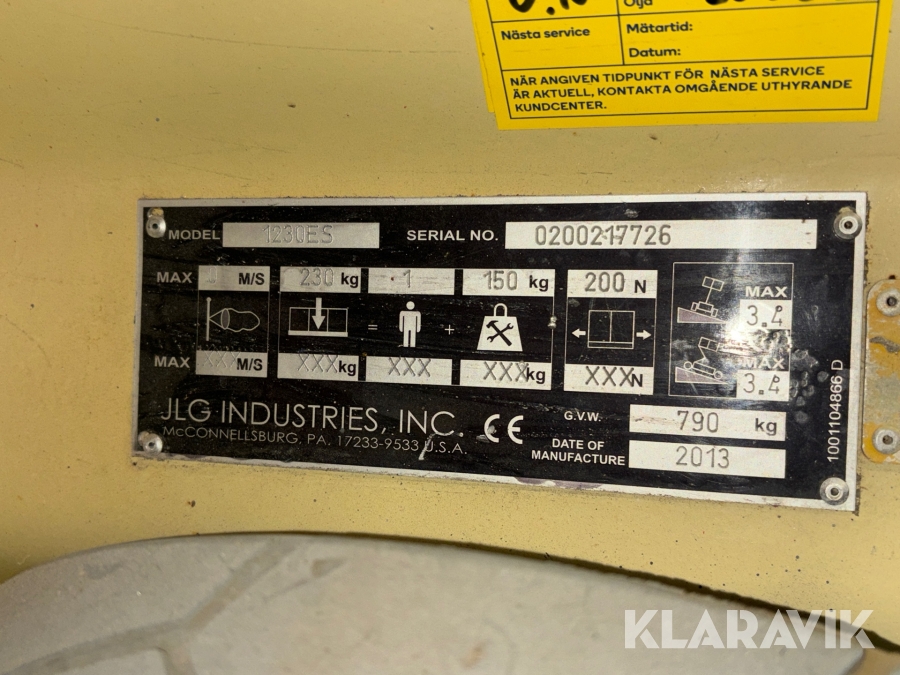 Olja
Nästa service
Mätartid:
Datum:
NÄR ANGIVEN TIDPUNKT FÖR NÄSTA SERVICE
ÄR AKTUELL, KONTAKTA OMGÅENDE UTHYRANDE
KUNDCENTER.
MODEL 1230ES SERIAL NO. 0200217726
MAX M/S 230 kg 1 150 kg 200 N
MAX
3.4°
= +
MAX XXX M/S XXX kg XXX XXX kg XXX N
MAX
3.4°
JLG INDUSTRIES, INC.
McCONNELLSBURG, PA. 17233-9533 U.S.A.
CE
G.V.W. 790 kg
DATE OF
MANUFACTURE 2013
1001104866 D
KLARAVIK